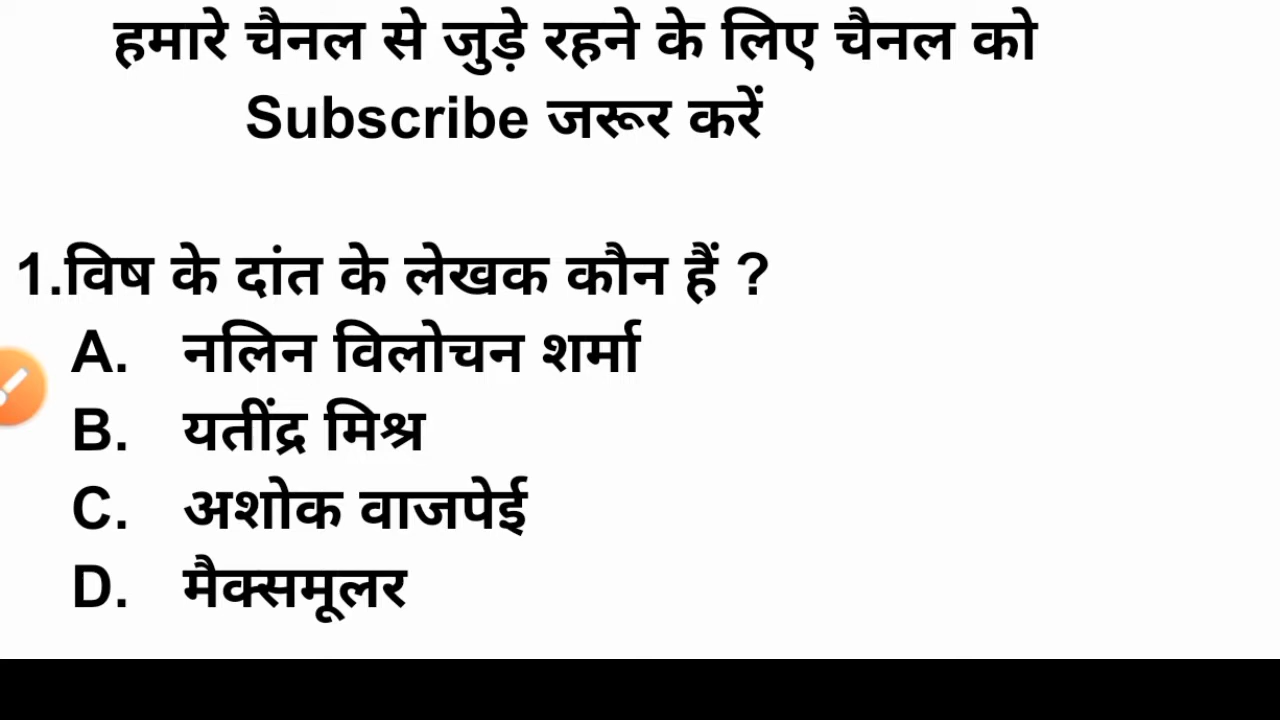 हमारे चैनल से जुड़े रहने के लिए चैनल को
Subscribe जरूर करें
1.विष के दांत के लेखक कौन हैं ?
A. नलिन विलोचन शर्मा
B. यतींद्र मिश्र
C. अशोक वाजपेई
D. मैक्समूलर